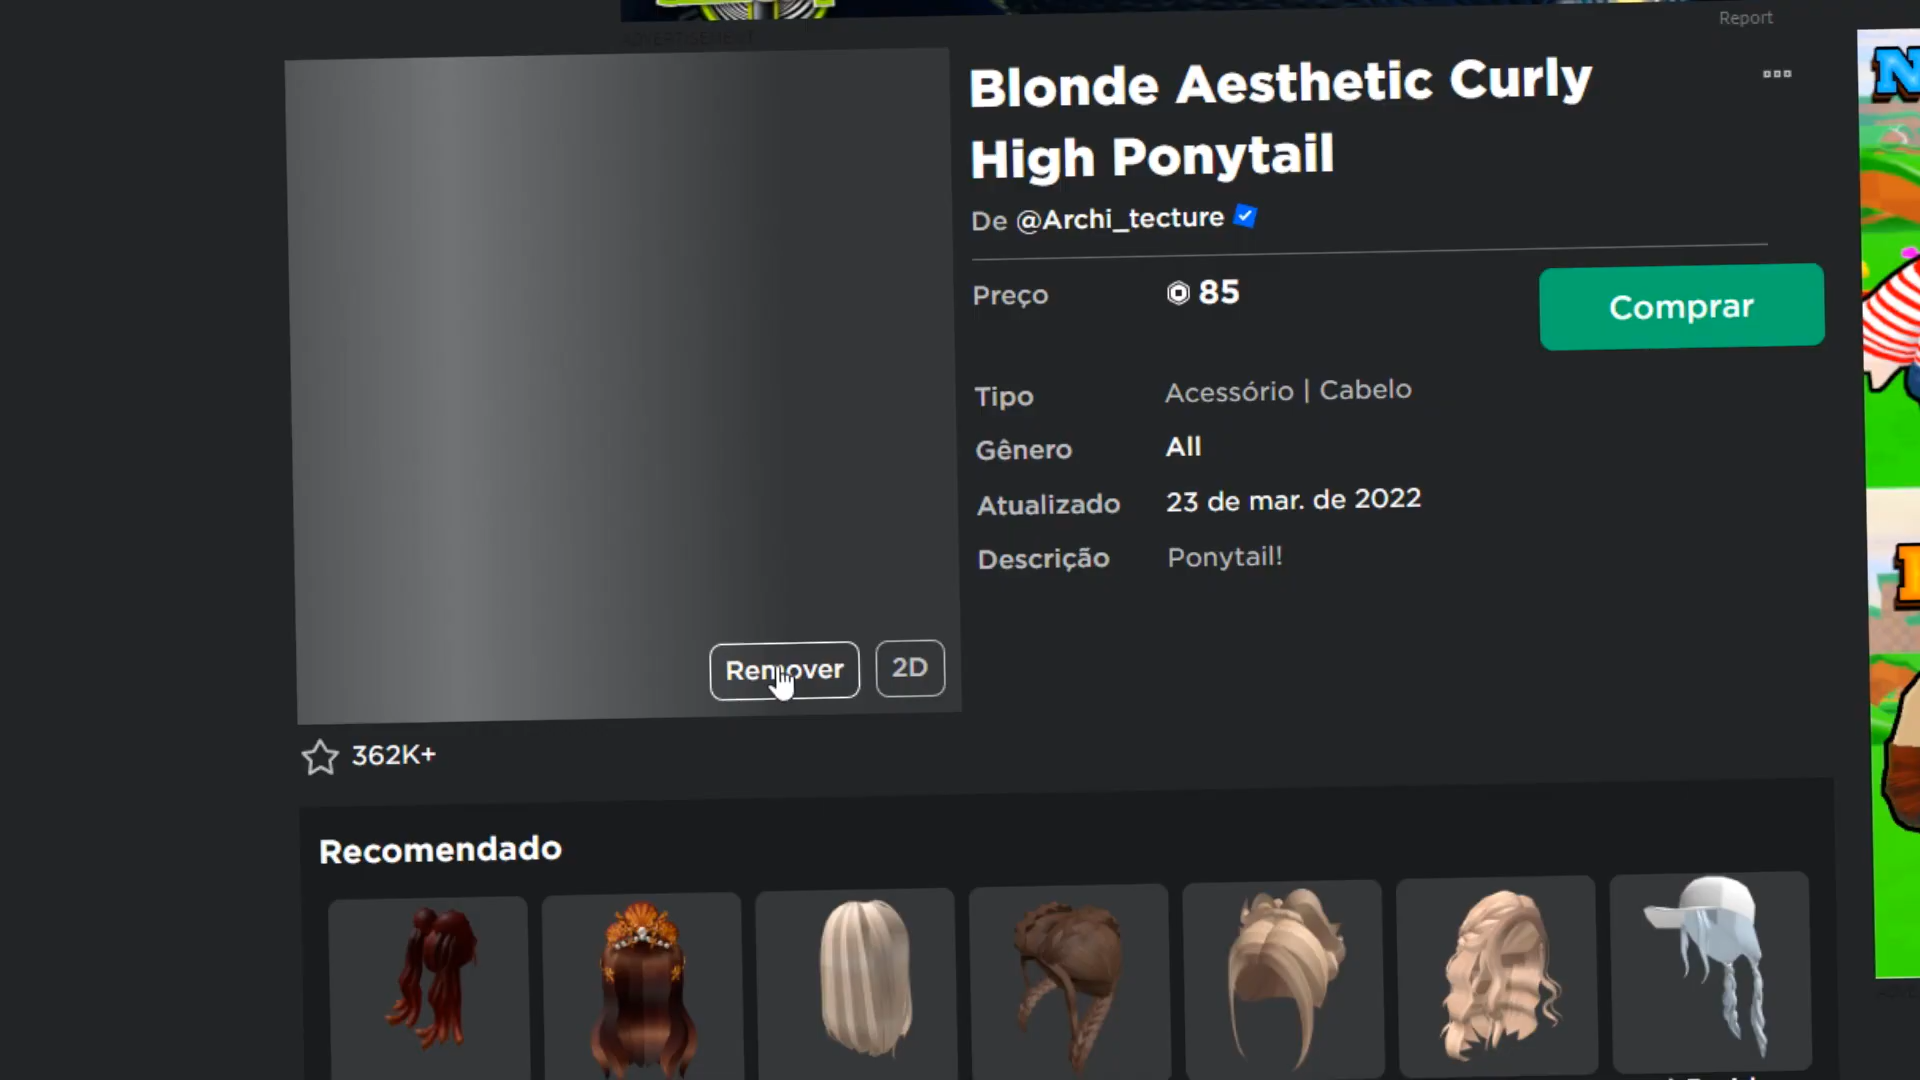 ADVERTISEMENT
Report
Blonde Aesthetic Curly
High Ponytail
De @Archi_tecture
Preço 85
Comprar
Tipo Acessório | Cabelo
Gênero All
Atualizado 23 de mar. de 2022
Descrição Ponytail!
Remover 2D
362K+
Recomendado